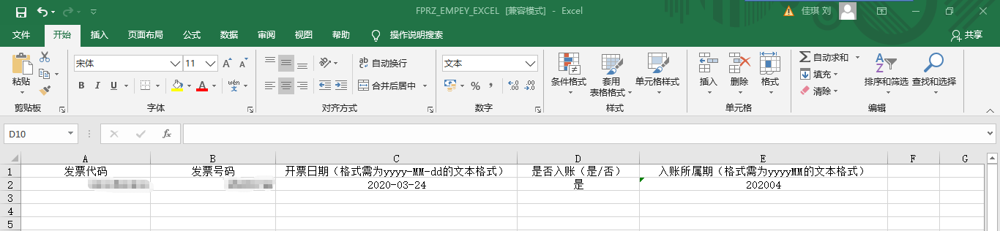 FPRZ_EMPEY_EXCEL [兼容模式] - Excel
佳琪 刘
文件 开始 插入 页面布局 公式 数据 审阅 视图 帮助 操作说明搜索 共享
粘贴
剪贴板
宋体 11
B I U A wén 文
字体
ab 自动换行
合并后居中
对齐方式
文本
% , .00
数字
条件格式 套用 表格格式 单元格样式
样式
插入 删除 格式
单元格
自动求和
填充
清除
排序和筛选 查找和选择
编辑
D10 fx
A B C D E F G
1 发票代码 发票号码 开票日期（格式需为yyyy-MM-dd的文本格式） 是否入账（是/否） 入账所属期（格式需为yyyyMM的文本格式）
2 2020-03-24 是 202004
3
4
5